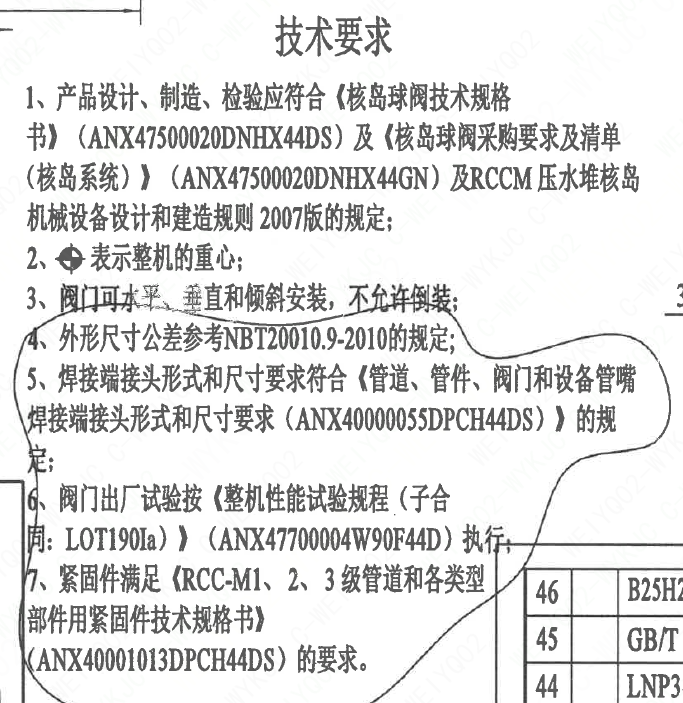 技术要求
1、产品设计、制造、检验应符合《核岛球阀技术规格
书》（ANX47500020DNHX44DS）及《核岛球阀采购要求及清单
(核岛系统）》（ANX47500020DNHX44GN）及RCCM 压水堆核岛
机械设备设计和建造规则 2007版的规定;
2、 表示整机的重心;
3、阀门可水平、垂直和倾斜安装，不允许倒装;
4、外形尺寸公差参考NBT20010.9-2010的规定;
5、焊接端接头形式和尺寸要求符合《管道、管件、阀门和设备管嘴
焊接端接头形式和尺寸要求（ANX40000055DPCH44DS）》的规
定;
6、阀门出厂试验按《整机性能试验规程（子合
同: LOT190Ia）》（ANX47700004W90F44D）执行;
7、紧固件满足《RCC-M1、2、3 级管道和各类型
部件用紧固件技术规格书》
(ANX40001013DPCH44DS）的要求。
3
46 B25H2
45 GB/T
44 LNP3